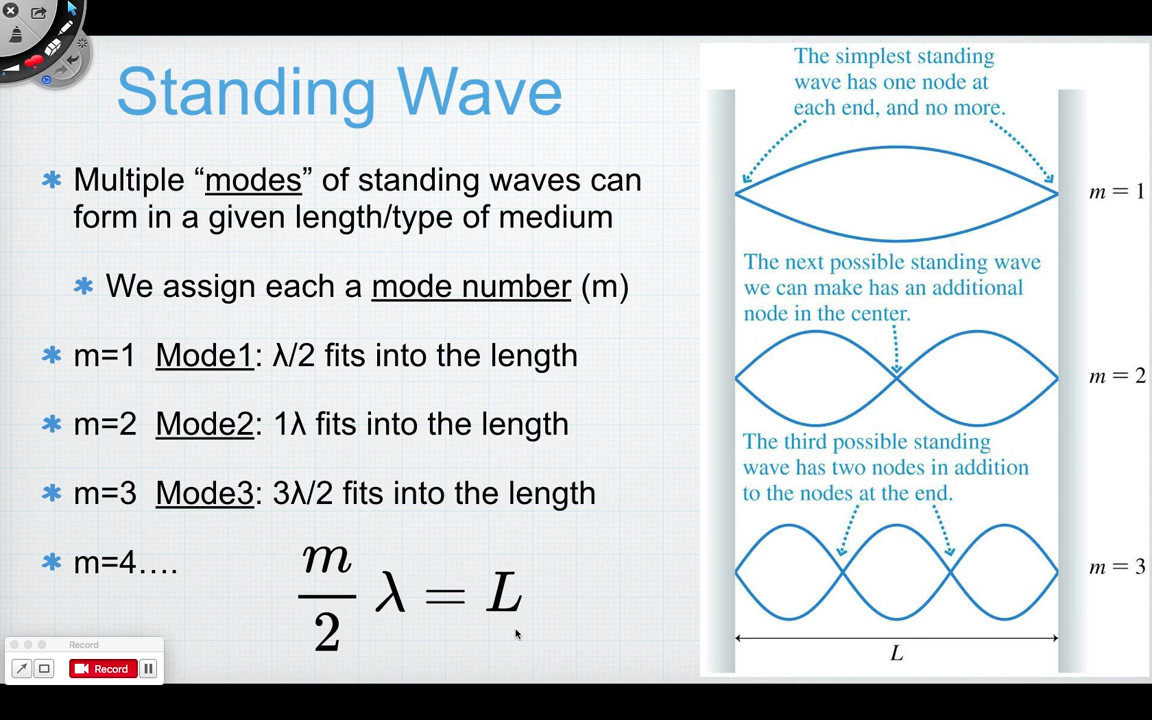 Standing Wave
Multiple “modes” of standing waves can
form in a given length/type of medium
We assign each a mode number (m)
m=1 Mode1: λ/2 fits into the length
m=2 Mode2: 1λ fits into the length
m=3 Mode3: 3λ/2 fits into the length
m=4….
m/2 λ = L
The simplest standing
wave has one node at
each end, and no more.
m = 1
The next possible standing wave
we can make has an additional
node in the center.
m = 2
The third possible standing
wave has two nodes in addition
to the nodes at the end.
m = 3
L
Record
Record